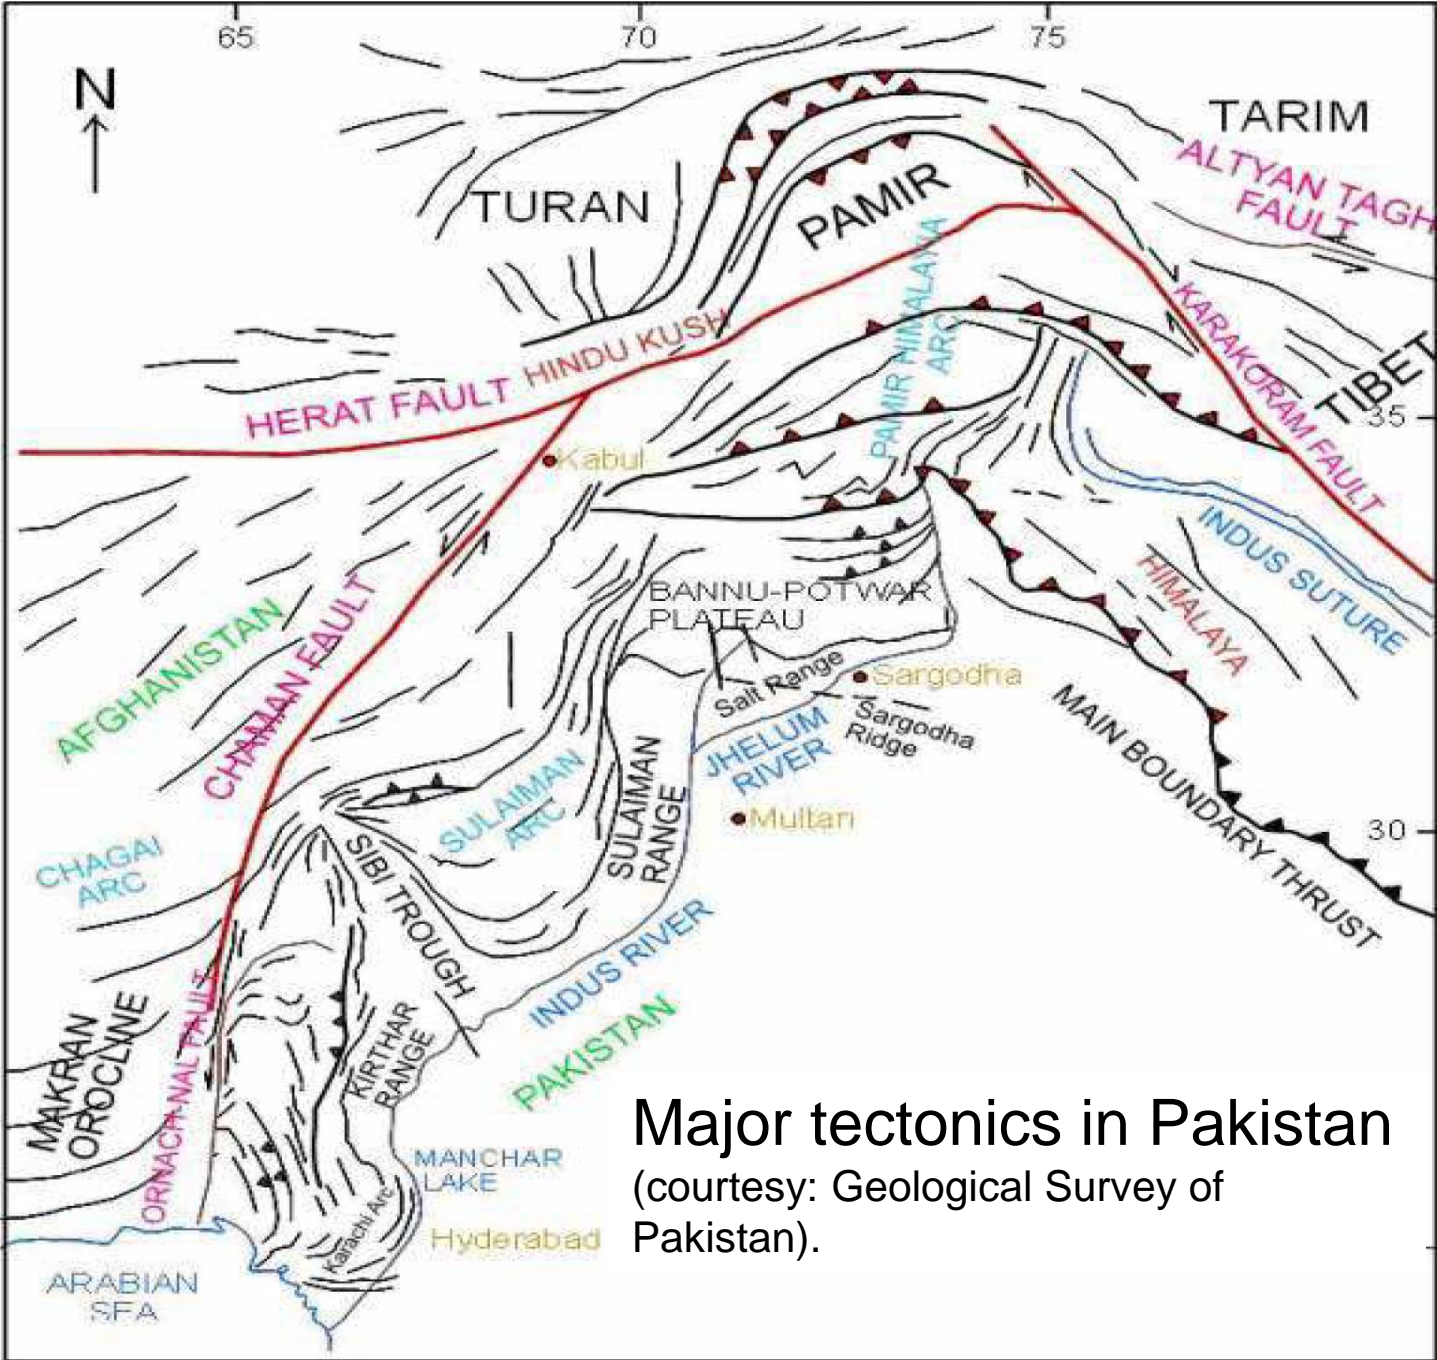 65
70
75
N
TARIM
ALTYAN TAGH
FAULT
TURAN
PAMIR
PAMIR HIMALAYIA
ARC
KARAKORAM FAULT
TIBET
HINDU KUSH
HERAT FAULT
35
Kabul
INDUS SUTURE
HIMALAYA
BANNU-POTWAR
PLATEAU
AFGHANISTAN
CHAMAN FAULT
Salt Range
Sargodha
Sargodha
Ridge
MAIN BOUNDARY THRUST
JHELUM
RIVER
SULAIMAN
ARC
SULAIMAN
RANGE
Multan
30
CHAGAI
ARC
SIBI TROUGH
INDUS RIVER
MAKRAN
OROCLINE
ORNACH-NAL FAULT
KIRTHAR
RANGE
PAKISTAN
Major tectonics in Pakistan
(courtesy: Geological Survey of
Pakistan).
MANCHAR
LAKE
Karachi Arc
Hyderabad
ARABIAN
SEA